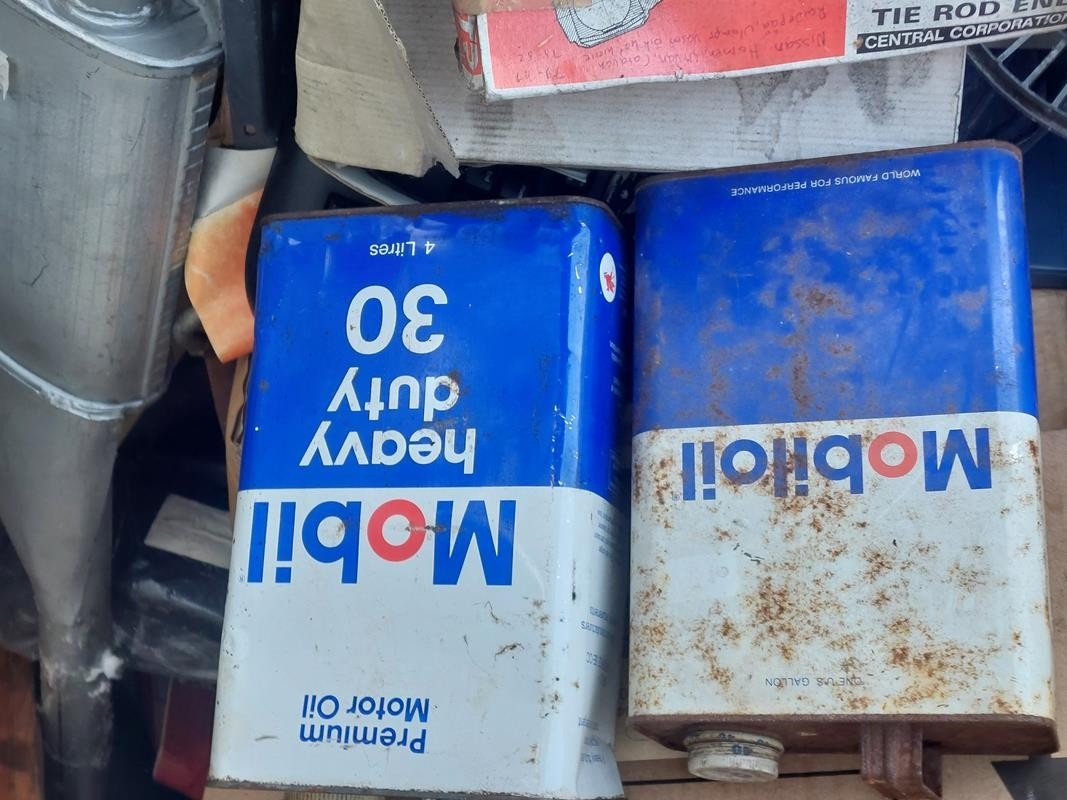 TIE ROD END
CENTRAL CORPORATION
Premium
Motor Oil
Mobil
heavy
duty
30
4 Litres
ONE U.S. GALLON
Mobiloil
WORLD FAMOUS FOR PERFORMANCE
40